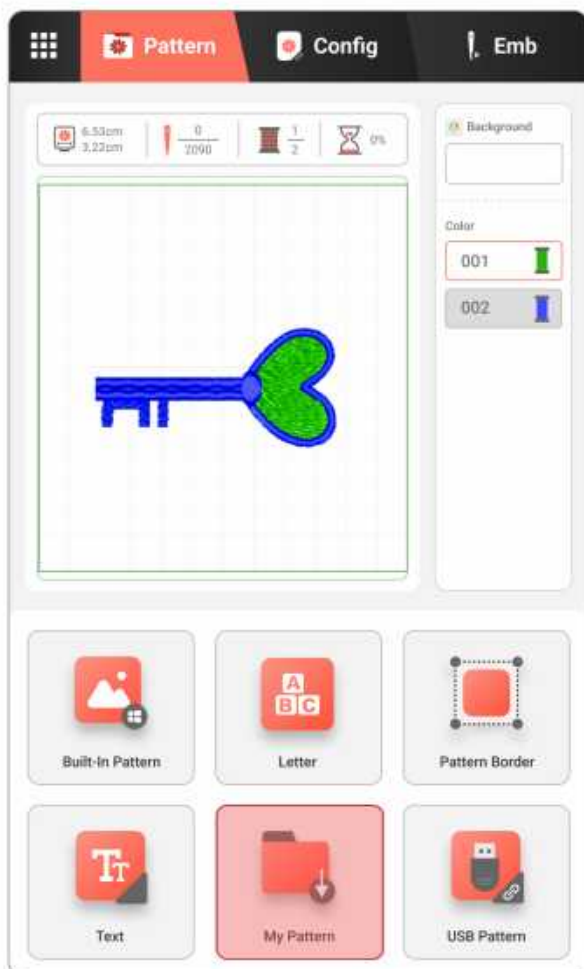 Pattern
Config
Emb
6.53cm
3.22cm
0
2090
1
2
0%
Background
Color
001
002
Built-In Pattern
A
B C
Letter
Pattern Border
TT
Text
My Pattern
USB Pattern